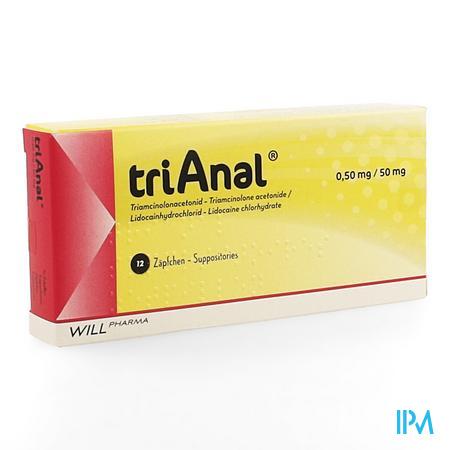 triAnal®
0,50 mg / 50 mg
Triamcinolonacetonid - Triamcinolone acetonide /
Lidocainhydrochlorid - Lidocaine chlorhydrate
12 Zäpfchen - Suppositories
WILL PHARMA
triAnal®
IPM